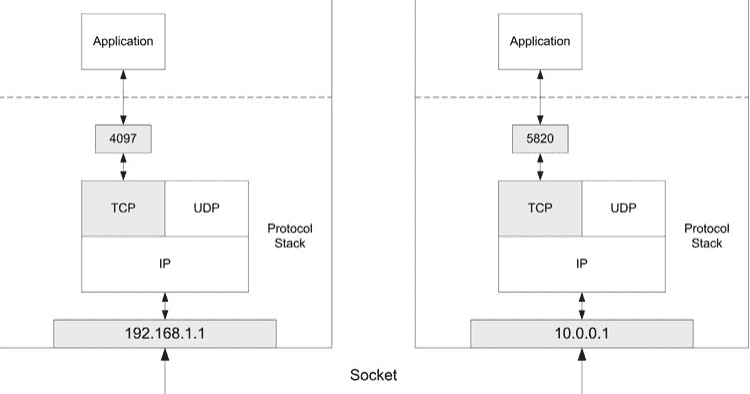 Application
Application
4097
5820
TCP
UDP
TCP
UDP
Protocol
Stack
Protocol
Stack
IP
IP
192.168.1.1
10.0.0.1
Socket